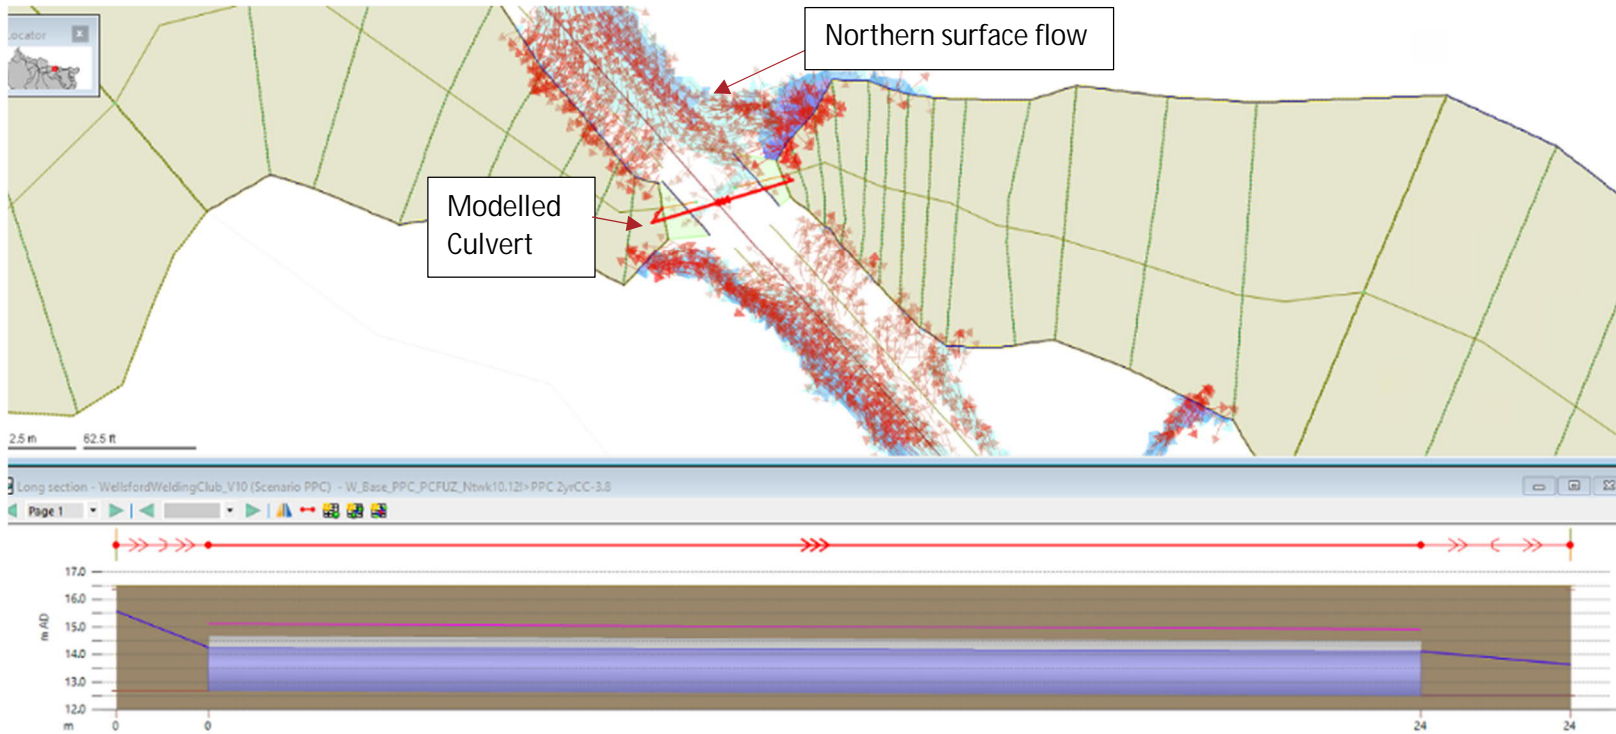 Locator
Northern surface flow
Modelled
Culvert
2.5 m 62.5 ft
Long section - WellsfordWeldingClub_V10 (Scenario PPC) - W_Base_PPC_PCFUZ_Ntwk10.12!>PPC 2yrCC-3.8
Page 1
17.0
16.0
15.0
14.0
13.0
12.0
m AD
m 0 0 24 24